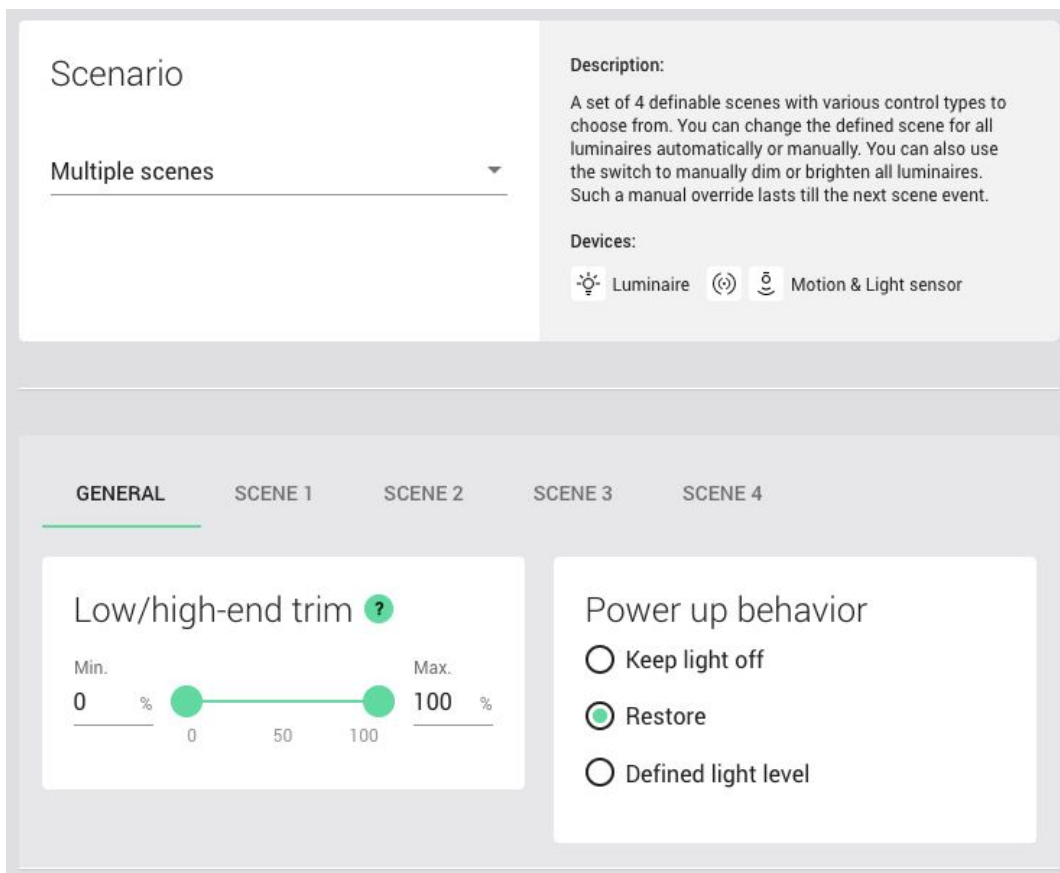 Scenario
Multiple scenes
Description:
A set of 4 definable scenes with various control types to
choose from. You can change the defined scene for all
luminaires automatically or manually. You can also use
the switch to manually dim or brighten all luminaires.
Such a manual override lasts till the next scene event.
Devices:
Luminaire Motion & Light sensor
GENERAL SCENE 1 SCENE 2 SCENE 3 SCENE 4
Low/high-end trim ?
Min. Max.
0 % 100 %
0 50 100
Power up behavior
Keep light off
Restore
Defined light level